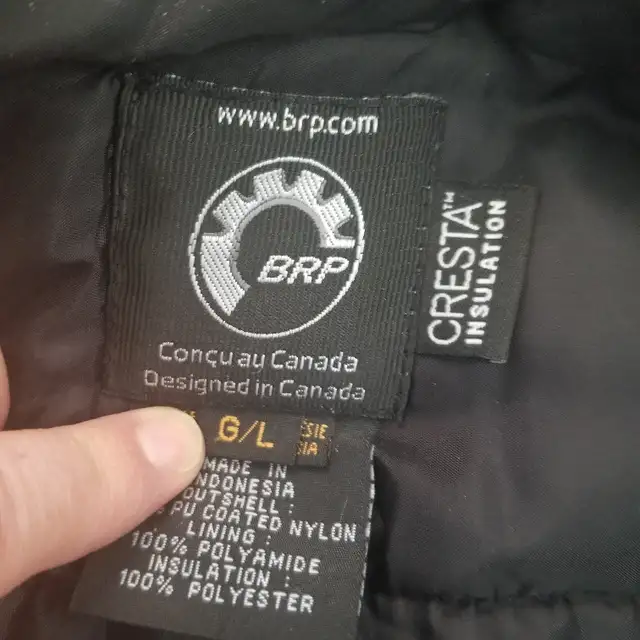 www.brp.com
BRP
Conçu au Canada
Designed in Canada
CRESTA™
INSULATION
G/L
MADE IN
INDONESIA
OUTSHELL :
PU COATED NYLON
LINING :
100% POLYAMIDE
INSULATION :
100% POLYESTER